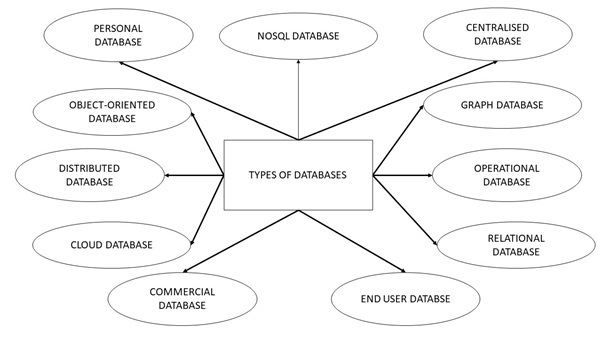 PERSONAL
DATABASE
NOSQL DATABASE
CENTRALISED
DATABASE
OBJECT-ORIENTED
DATABASE
GRAPH DATABASE
DISTRIBUTED
DATABASE
TYPES OF DATABASES
OPERATIONAL
DATABASE
CLOUD DATABASE
RELATIONAL
DATABASE
COMMERCIAL
DATABASE
END USER DATABSE